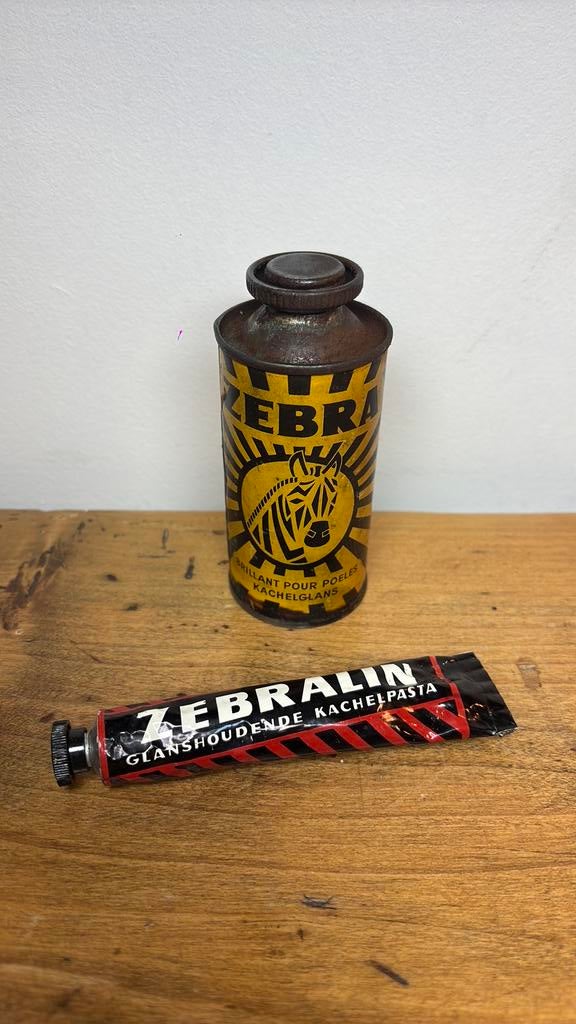 ZEBRA
BRILLANT POUR POELES
KACHELGLANS
ZEBRALIN
GLANSHOUDENDE KACHELPASTA